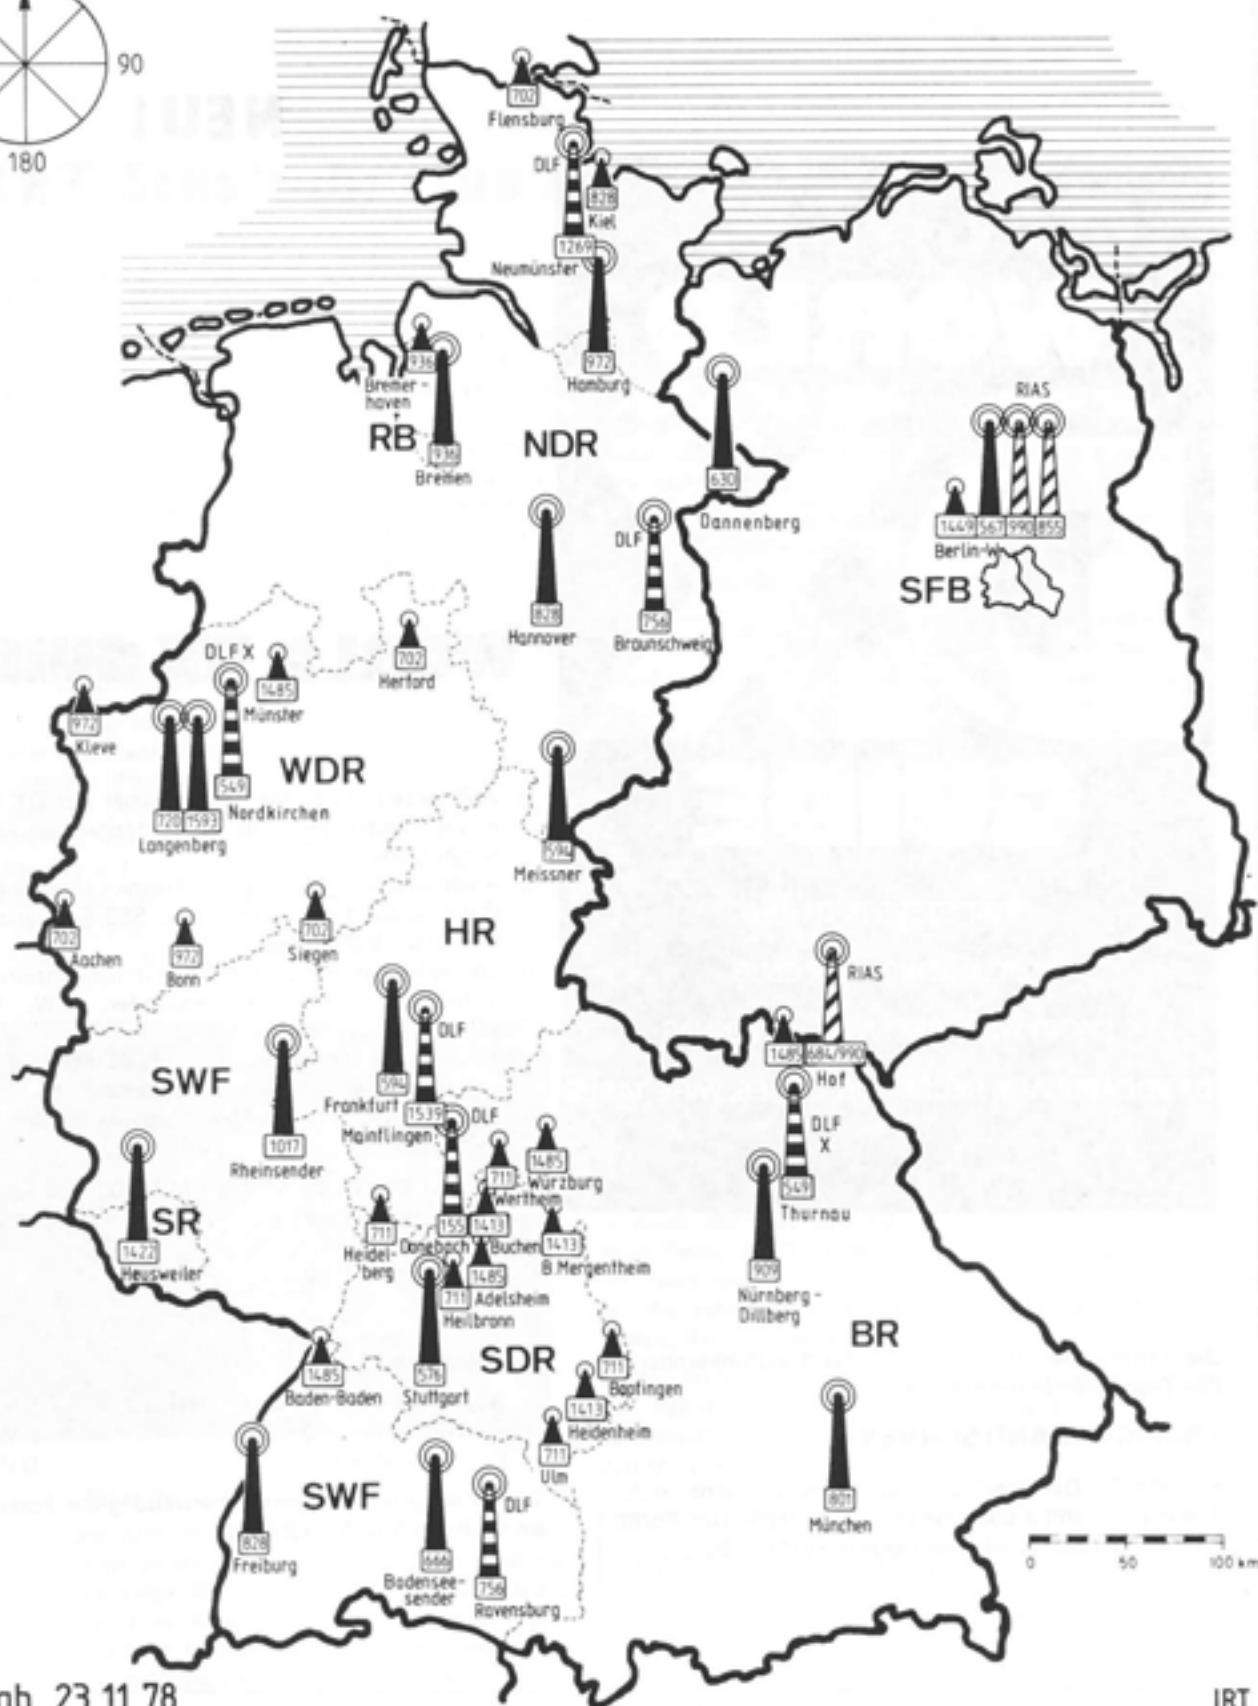 90
180
702
Flensburg
DLF
828
Kiel
1269
Neumünster
972
Hamburg
936
Bremer-
haven
RB
936
Bremen
NDR
630
Dannenberg
RIAS
1449 567 990 855
Berlin-W.
SFB
828
Hannover
DLF
756
Braunschweig
702
Herford
DLF X
1485
Münster
972
Kleve
549
Nordkirchen
WDR
720 1593
Langenberg
594
Meissner
702
Aachen
972
Bonn
702
Siegen
HR
RIAS
1485 684/990
Hof
594
Frankfurt
DLF
1539
Mainflingen
SWF
1017
Rheinsender
DLF
711
Wertheim
1485
Würzburg
DLF
X
549
Thurnau
SR
1422
Heusweiler
711
Heidel-
berg
155
Donebach
1413
Buchen
1413
B.Mergentheim
1485
Adelsheim
711
Heilbronn
909
Nürnberg-
Dillberg
BR
SDR
1485
Baden-Baden
576
Stuttgart
711
Bopfingen
1413
Heidenheim
711
Ulm
SWF
828
Freiburg
666
Bodensee-
sender
DLF
756
Ravensburg
801
München
0 50 100 km
23.11.78
IRT